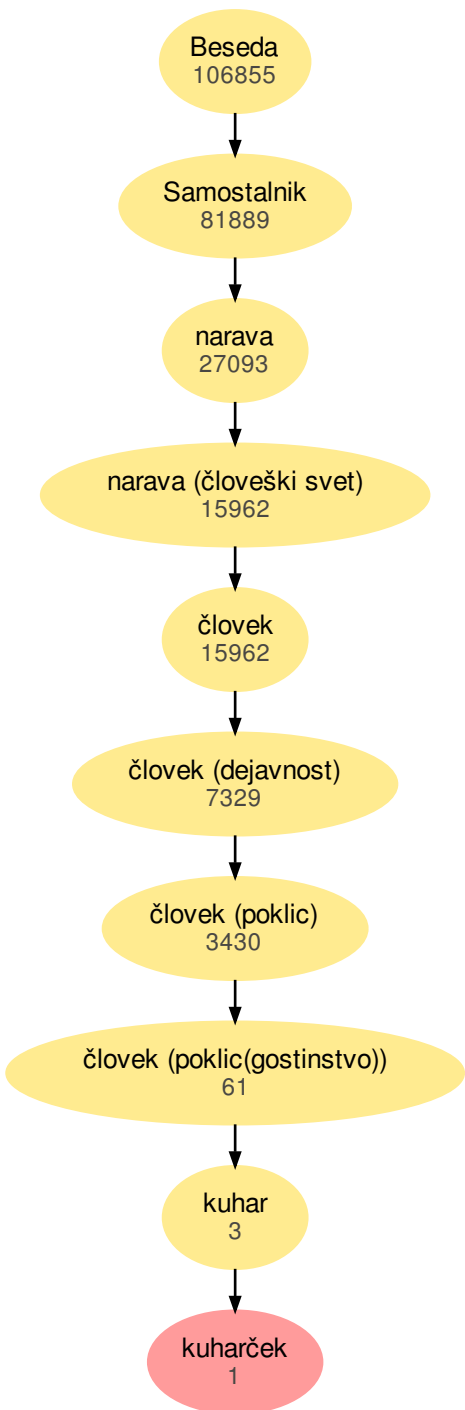 Beseda
106855
Samostalnik
81889
narava
27093
narava (človeški svet)
15962
človek
15962
človek (dejavnost)
7329
človek (poklic)
3430
človek (poklic(gostinstvo))
61
kuhar
3
kuharček
1